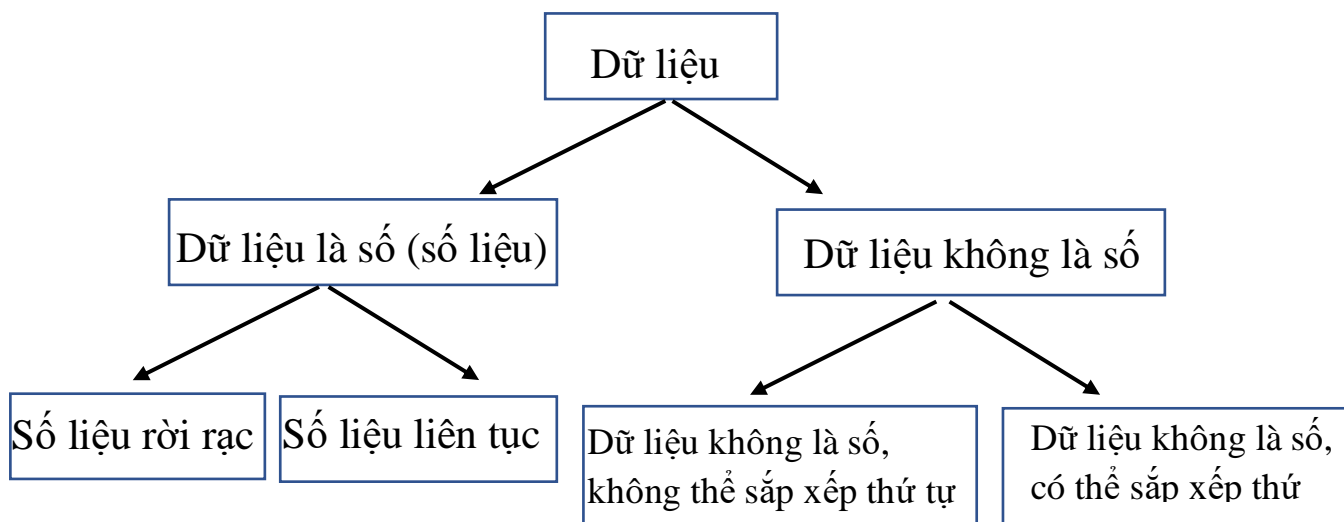 Dữ liệu
Dữ liệu là số (số liệu)
Dữ liệu không là số
Số liệu rời rạc
Số liệu liên tục
Dữ liệu không là số,
không thể sắp xếp thứ tự
Dữ liệu không là số,
có thể sắp xếp thứ